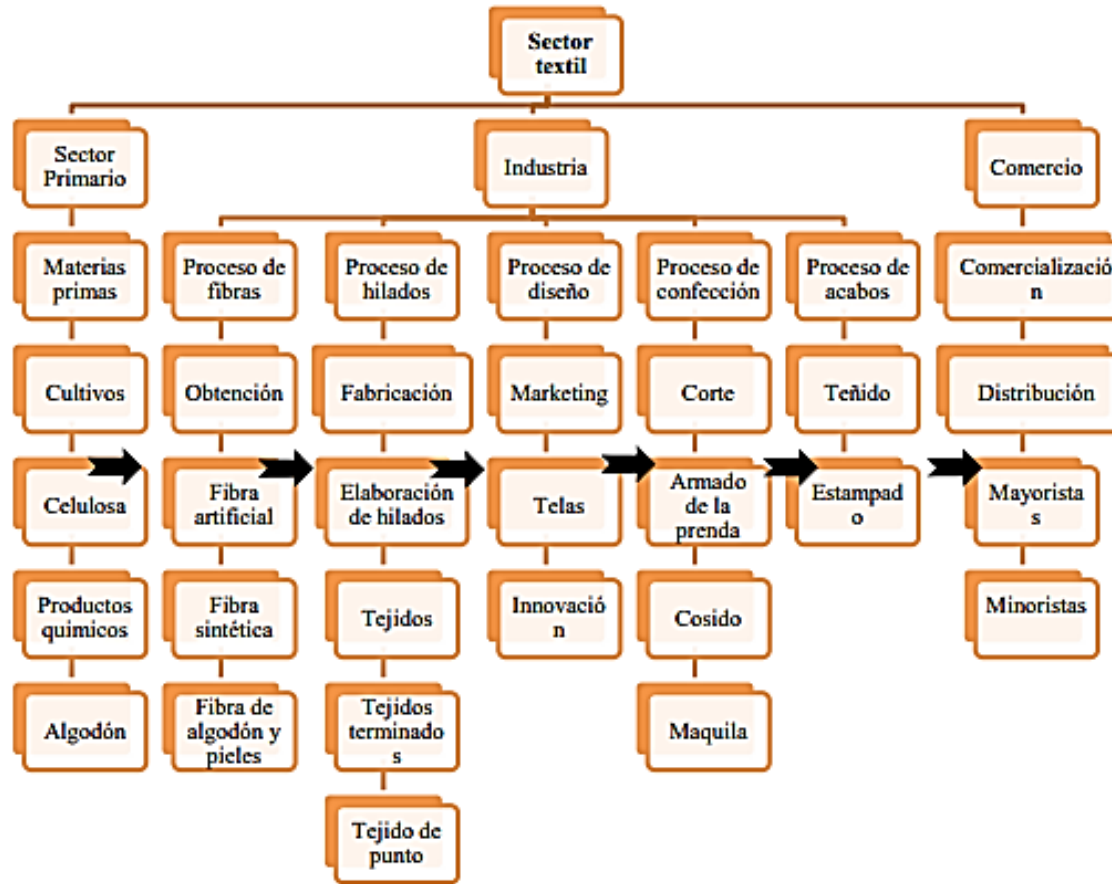 Sector
textil
Sector
Primario
Industria
Comercio
Materias
primas
Proceso de
fibras
Proceso de
hilados
Proceso de
diseño
Proceso de
confección
Proceso de
acabos
Comercializació
n
Cultivos
Obtención
Fabricación
Marketing
Corte
Teñido
Distribución
Celulosa
Fibra
artificial
Elaboración
de hilados
Telas
Armado
de la
prenda
Estampad
o
Mayorista
s
Productos
quimicos
Fibra
sintética
Tejidos
Innovació
n
Cosido
Minoristas
Algodón
Fibra de
algodón y
pieles
Tejidos
terminado
s
Maquila
Tejido de
punto